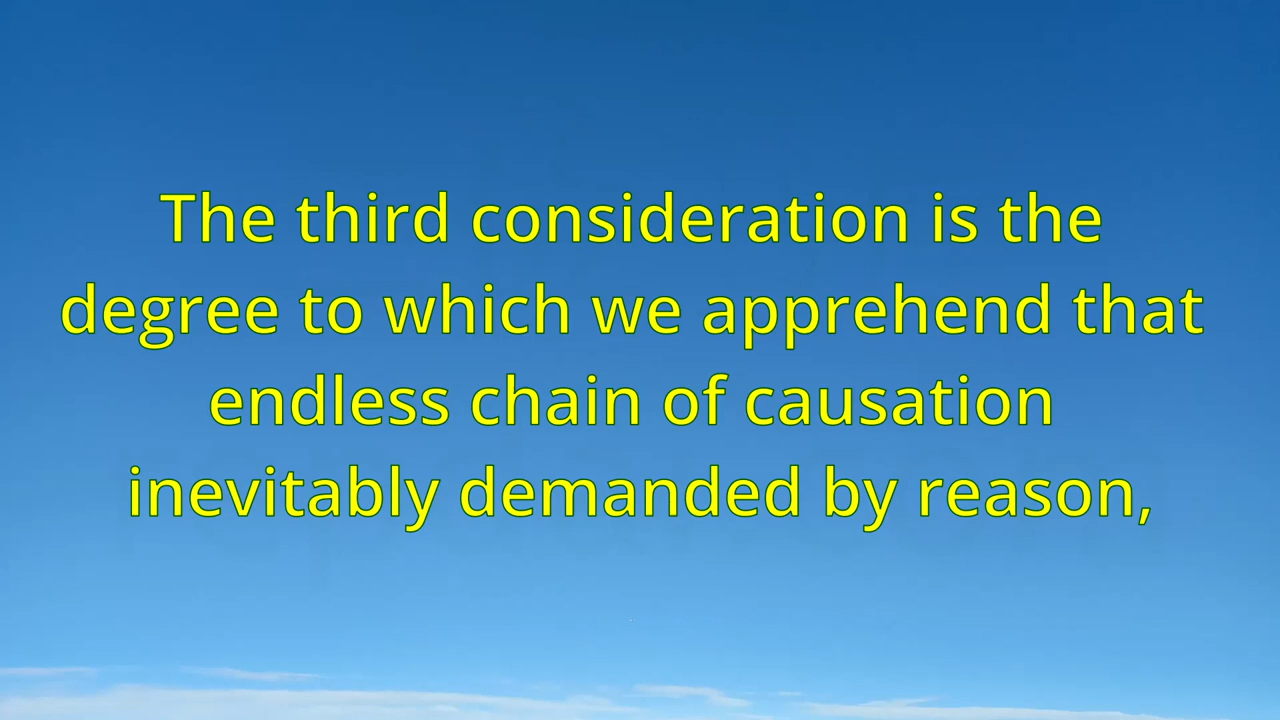 The third consideration is the
degree to which we apprehend that
endless chain of causation
inevitably demanded by reason,